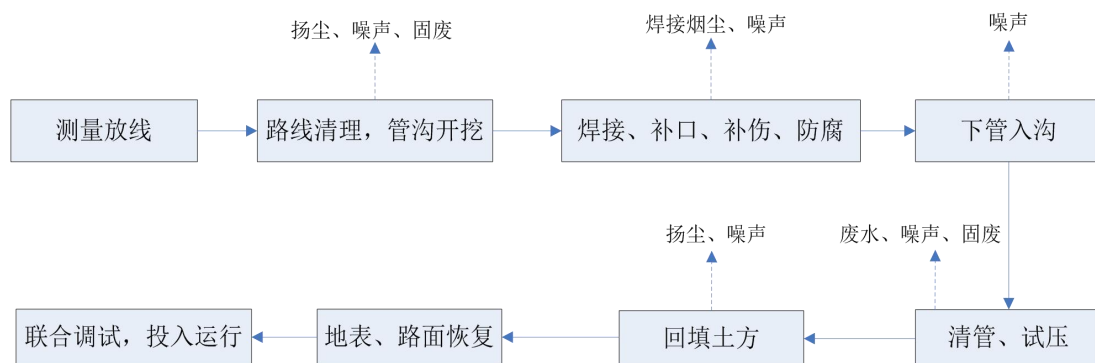 扬尘、噪声、固废
焊接烟尘、噪声
噪声
测量放线
路线清理，管沟开挖
焊接、补口、补伤、防腐
下管入沟
扬尘、噪声
废水、噪声、固废
联合调试，投入运行
地表、路面恢复
回填土方
清管、试压